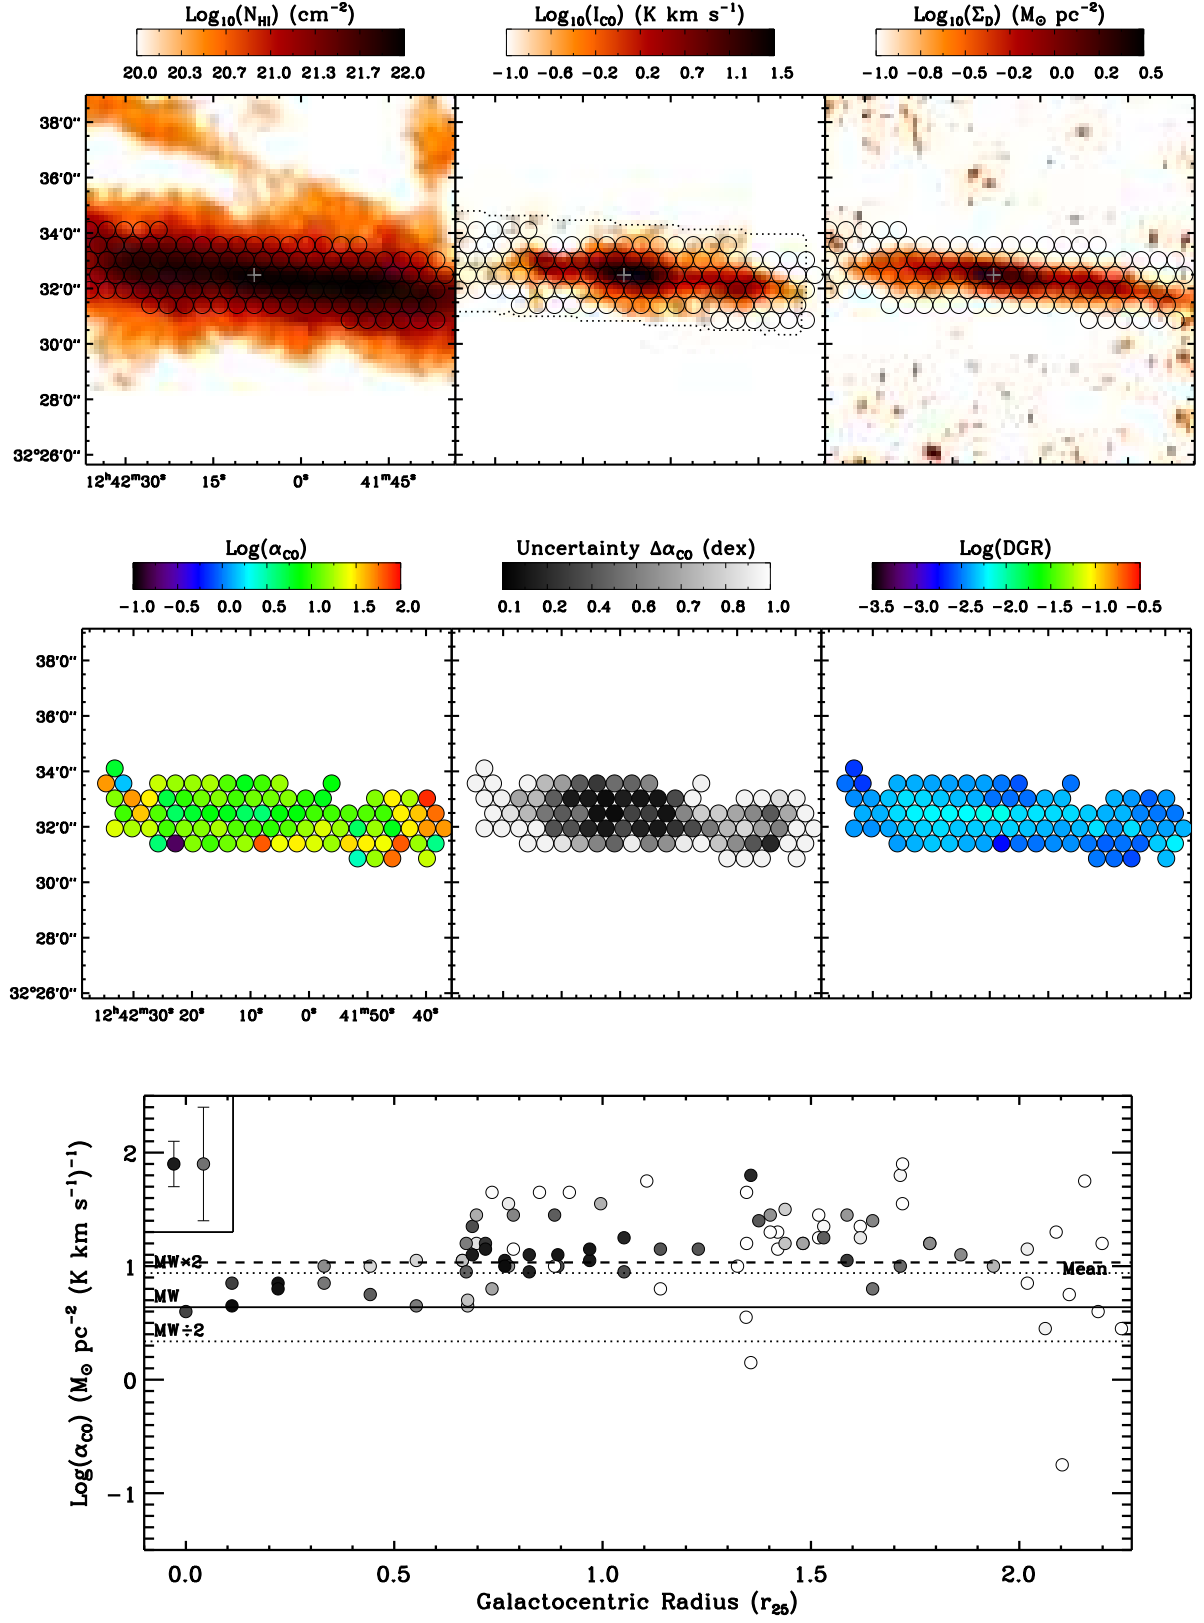 Log₁₀(N_HI) (cm⁻²) Log₁₀(I_CO) (K km s⁻¹) Log₁₀(Σ_D) (M⊙ pc⁻²)
20.0 20.3 20.7 21.0 21.3 21.7 22.0 −1.0 −0.6 −0.2 0.2 0.7 1.1 1.5 −1.0 −0.8 −0.5 −0.2 0.0 0.2 0.5
38'0"
36'0"
34'0"
32'0"
30'0"
28'0"
32°26'0"
12ʰ42ᵐ30ˢ 15ˢ 0ˢ 41ᵐ45ˢ
Log(α_CO) Uncertainty Δα_CO (dex) Log(DGR)
−1.0 −0.5 0.0 0.5 1.0 1.5 2.0 0.1 0.2 0.4 0.6 0.7 0.8 1.0 −3.5 −3.0 −2.5 −2.0 −1.5 −1.0 −0.5
38'0"
36'0"
34'0"
32'0"
30'0"
28'0"
32°26'0"
12ʰ42ᵐ30ˢ 20ˢ 10ˢ 0ˢ 41ᵐ50ˢ 40ˢ
Log(α_CO) (M⊙ pc⁻² (K km s⁻¹)⁻¹)
2
1
0
−1
MW×2
Mean
MW
MW÷2
0.0 0.5 1.0 1.5 2.0
Galactocentric Radius (r₂₅)